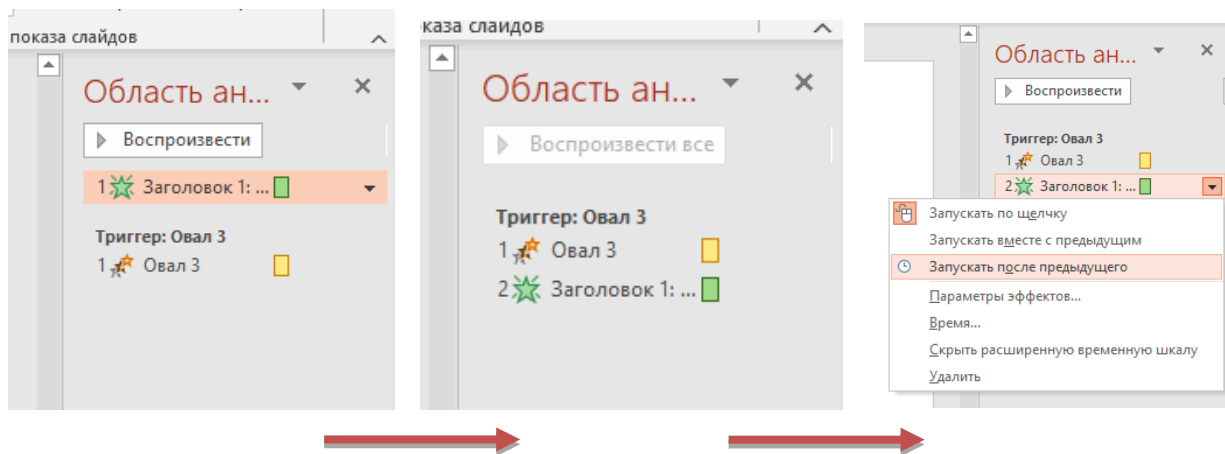 показа слайдов
Область ан...
Воспроизвести
1 Заголовок 1: ...
Триггер: Овал 3
1 Овал 3
каза слайдов
Область ан...
Воспроизвести все
Триггер: Овал 3
1 Овал 3
2 Заголовок 1: ...
Область ан...
Воспроизвести
Триггер: Овал 3
1 Овал 3
2 Заголовок 1: ...
Запускать по щелчку
Запускать вместе с предыдущим
Запускать после предыдущего
Параметры эффектов...
Время...
Скрыть расширенную временную шкалу
Удалить